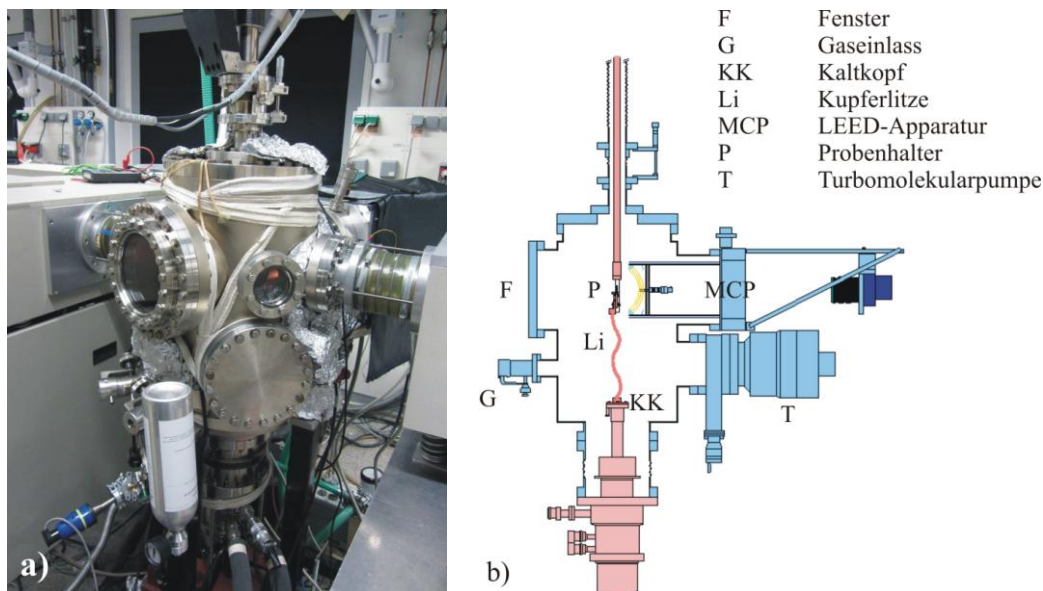 F Fenster
G Gaseinlass
KK Kaltkopf
Li Kupferlitze
MCP LEED-Apparatur
P Probenhalter
T Turbomolekularpumpe
F
P
MCP
Li
G
KK
T
a)
b)